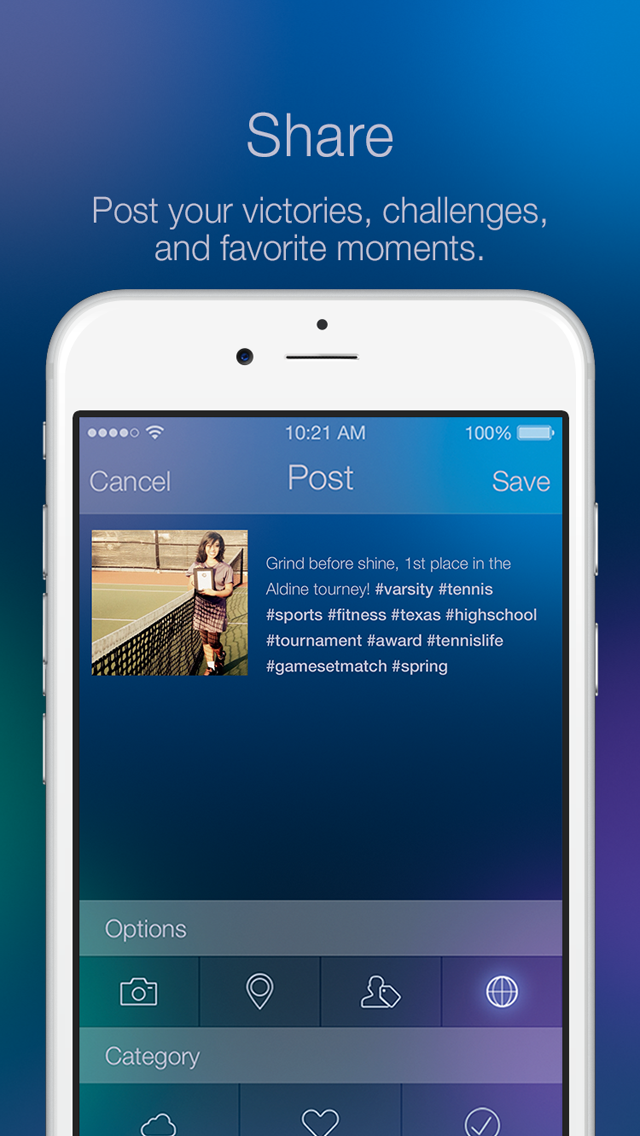 Share
Post your victories, challenges,
and favorite moments.
10:21 AM
100%
Cancel
Post
Save
Grind before shine, 1st place in the
Aldine tourney! #varsity #tennis
#sports #fitness #texas #highschool
#tournament #award #tennislife
#gamesetmatch #spring
Options
Category